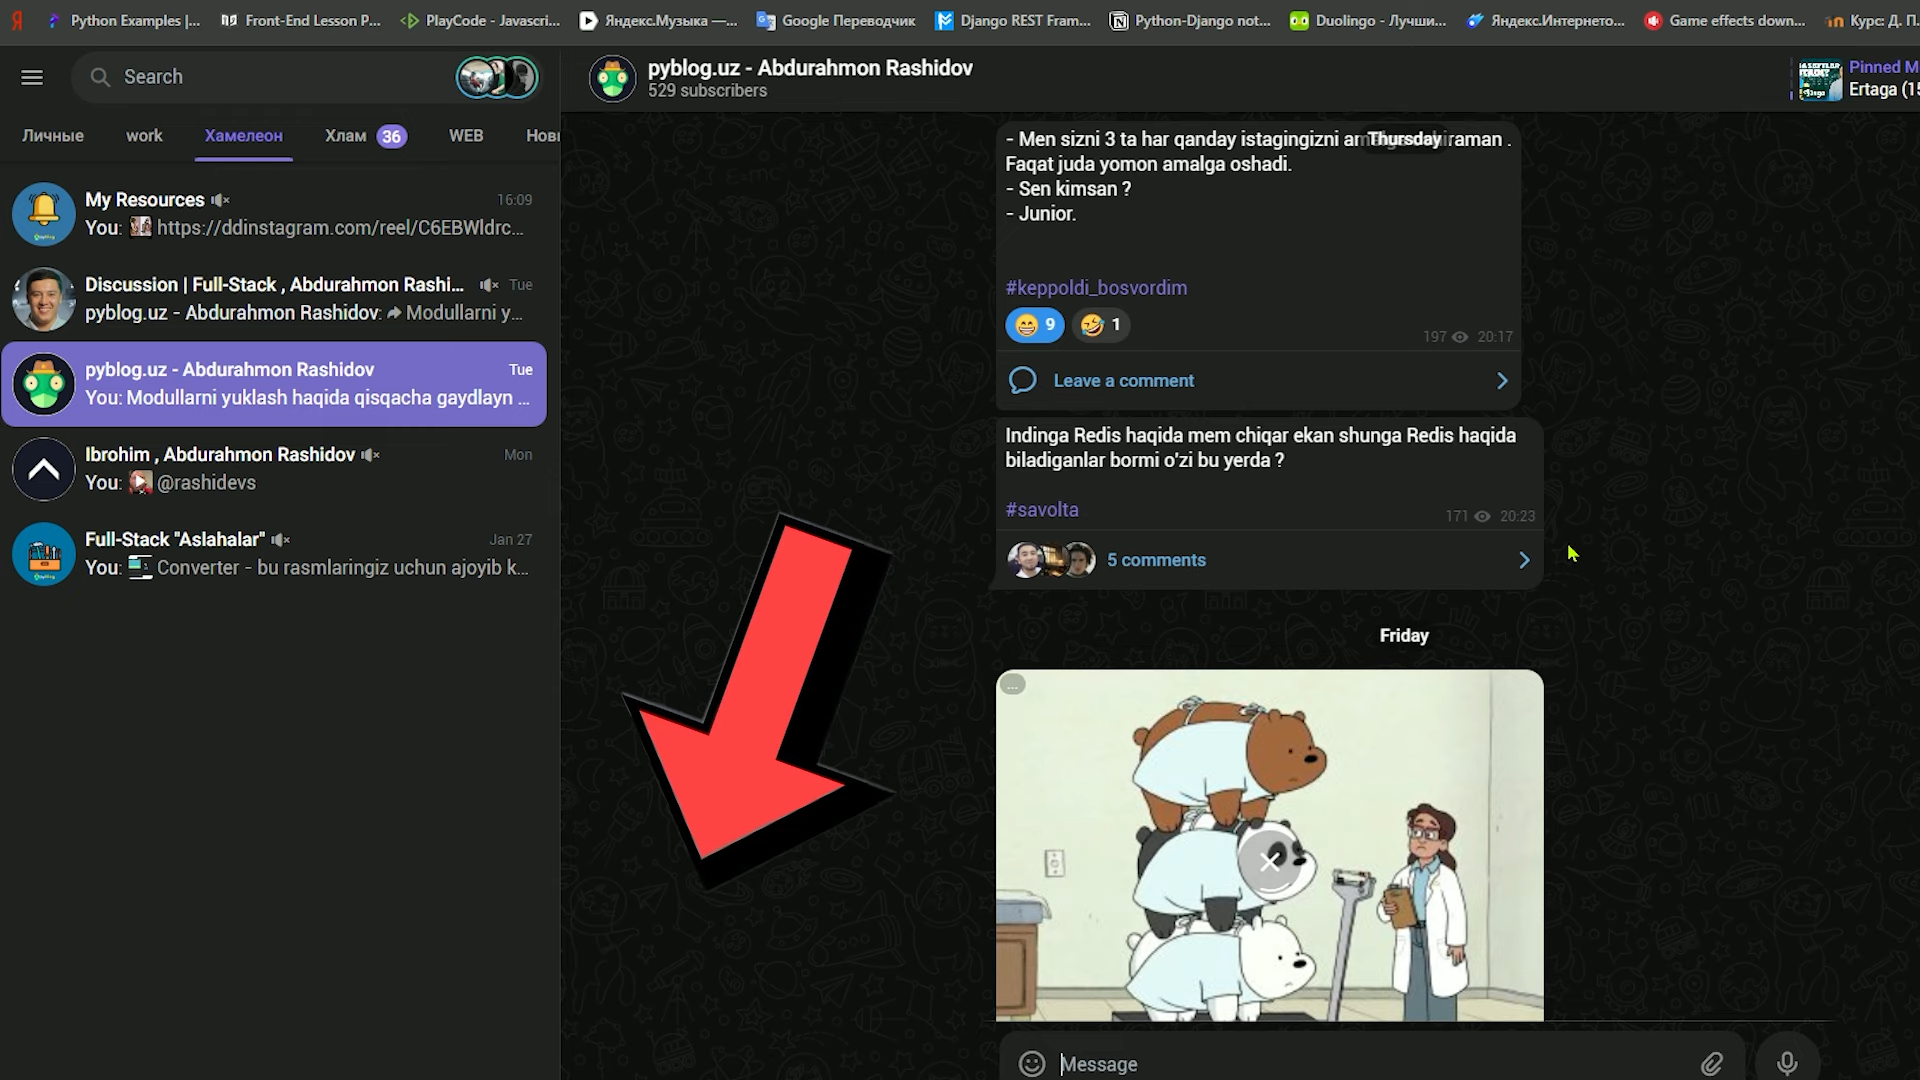 Я
Python Examples |...
Front-End Lesson P...
PlayCode - Javascri...
Яндекс.Музыка —...
Google Переводчик
Django REST Fram...
Python-Django not...
Duolingo - Лучши...
Яндекс.Интернето...
Game effects down...
Курс: Д. П.
Search
Личные
work
Хамелеон
Хлам 36
WEB
Новы
My Resources
16:09
You: https://ddinstagram.com/reel/C6EBWldrc...
Discussion | Full-Stack , Abdurahmon Rashi...
Tue
pyblog.uz - Abdurahmon Rashidov: Modullarni y...
pyblog.uz - Abdurahmon Rashidov
Tue
You: Modullarni yuklash haqida qisqacha gaydlayn ...
Ibrohim , Abdurahmon Rashidov
Mon
You: @rashidevs
Full-Stack "Aslahalar"
Jan 27
You: Converter - bu rasmlaringiz uchun ajoyib k...
pyblog.uz - Abdurahmon Rashidov
529 subscribers
Pinned M
Ertaga (15
Thursday
- Men sizni 3 ta har qanday istagingizni am iraman .
Faqat juda yomon amalga oshadi.
- Sen kimsan ?
- Junior.
#keppoldi_bosvordim
9
1
197 20:17
Leave a comment
Indinga Redis haqida mem chiqar ekan shunga Redis haqida
biladiganlar bormi o'zi bu yerda ?
#savolta
171 20:23
5 comments
Friday
...
Message